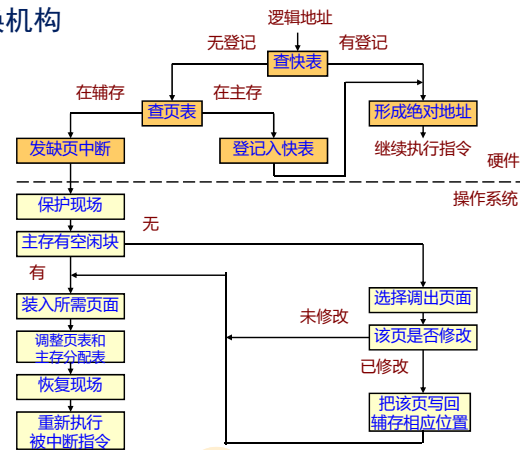 换机构
逻辑地址
无登记
有登记
查快表
在辅存
在主存
查页表
形成绝对地址
发缺页中断
登记入快表
继续执行指令
硬件
操作系统
保护现场
无
主存有空闲块
有
选择调出页面
装入所需页面
未修改
该页是否修改
调整页表和
主存分配表
已修改
恢复现场
把该页写回
辅存相应位置
重新执行
被中断指令